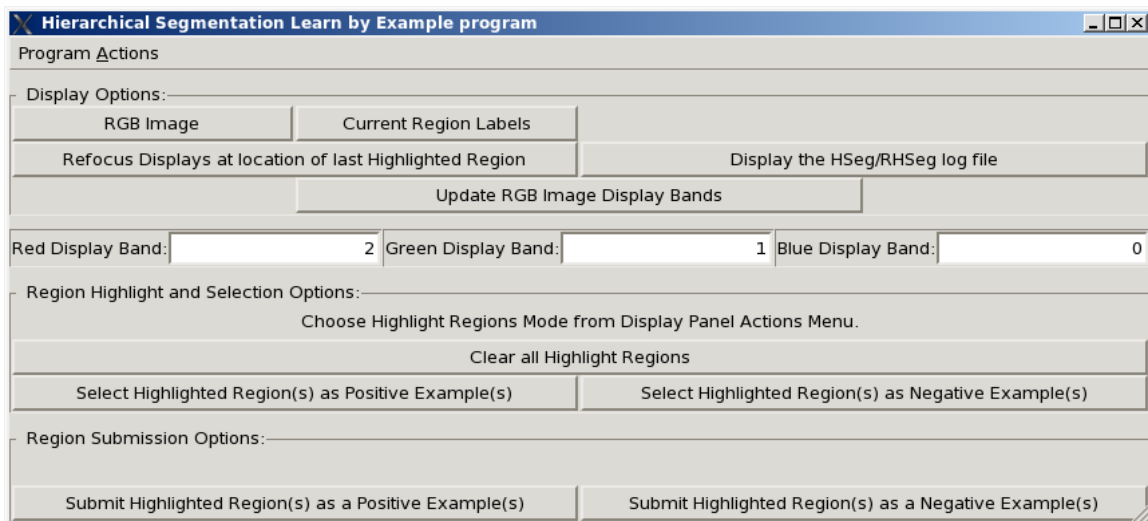 Hierarchical Segmentation Learn by Example program
Program Actions
Display Options:
RGB Image Current Region Labels
Refocus Displays at location of last Highlighted Region Display the HSeg/RHSeg log file
Update RGB Image Display Bands
Red Display Band: 2 Green Display Band: 1 Blue Display Band: 0
Region Highlight and Selection Options:
Choose Highlight Regions Mode from Display Panel Actions Menu.
Clear all Highlight Regions
Select Highlighted Region(s) as Positive Example(s) Select Highlighted Region(s) as Negative Example(s)
Region Submission Options:
Submit Highlighted Region(s) as a Positive Example(s) Submit Highlighted Region(s) as a Negative Example(s)